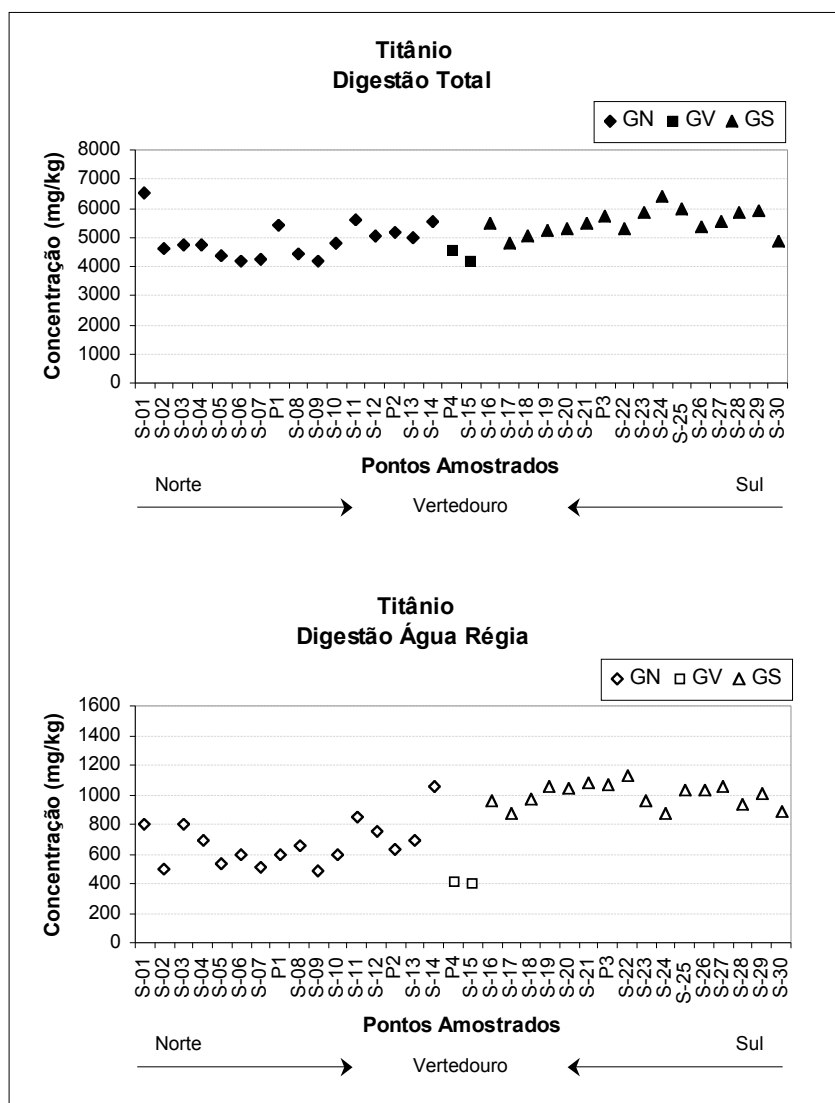 Titânio
Digestão Total
GN GV GS
Concentração (mg/kg)
8000
7000
6000
5000
4000
3000
2000
1000
0
S-01 S-02 S-03 S-04 S-05 S-06 S-07 P1 S-08 S-09 S-10 S-11 S-12 P2 S-13 S-14 P4 S-15 S-16 S-17 S-18 S-19 S-20 S-21 P3 S-22 S-23 S-24 S-25 S-26 S-27 S-28 S-29 S-30
Pontos Amostrados
Norte Vertedouro Sul
Titânio
Digestão Água Régia
GN GV GS
Concentração (mg/kg)
1600
1400
1200
1000
800
600
400
200
0
S-01 S-02 S-03 S-04 S-05 S-06 S-07 P1 S-08 S-09 S-10 S-11 S-12 P2 S-13 S-14 P4 S-15 S-16 S-17 S-18 S-19 S-20 S-21 P3 S-22 S-23 S-24 S-25 S-26 S-27 S-28 S-29 S-30
Pontos Amostrados
Norte Vertedouro Sul